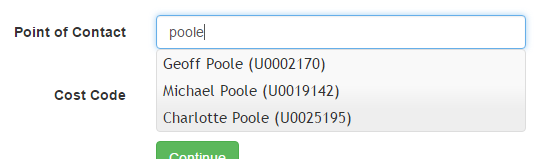 Point of Contact
poole
Geoff Poole (U0002170)
Michael Poole (U0019142)
Cost Code
Charlotte Poole (U0025195)
Continue